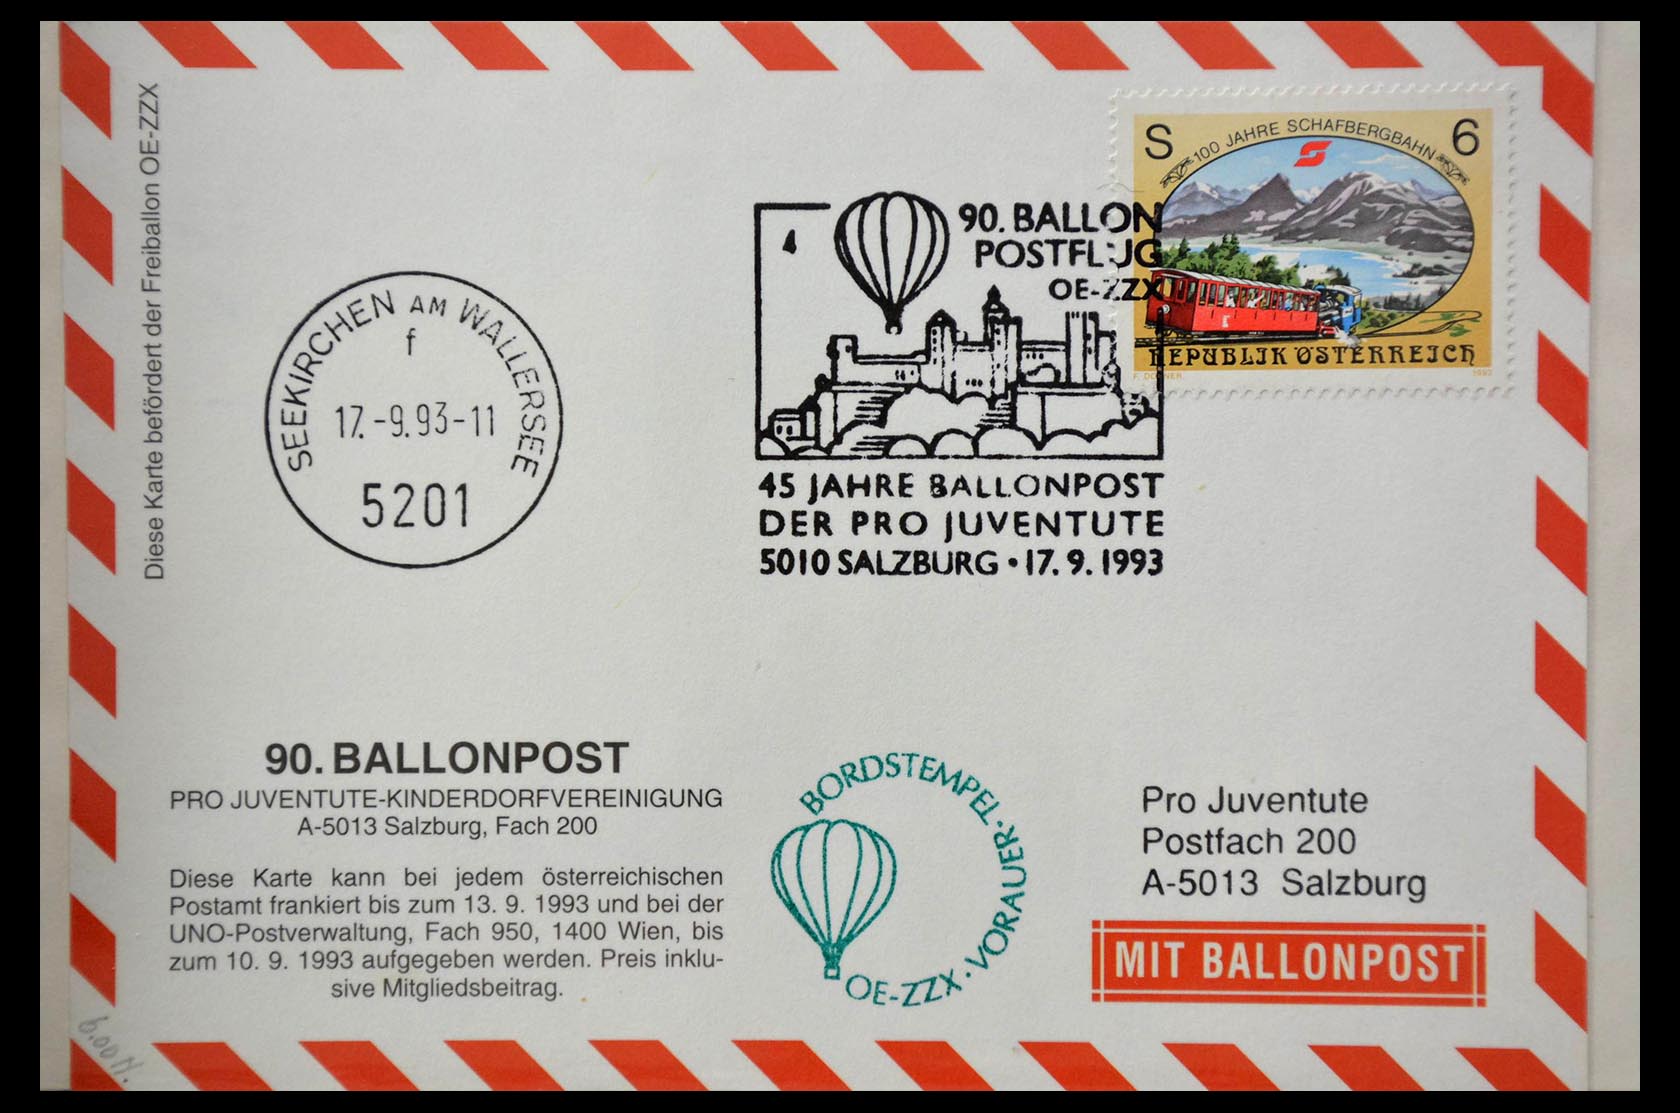 Diese Karte befördert der Freiballon OE-ZZX
S 6
100 JAHRE SCHAFBERGBAHN
REPUBLIK ÖSTERREICH
1993
4
90. BALLON
POSTFLUG
OE-ZZX
45 JAHRE BALLONPOST
DER PRO JUVENTUTE
5010 SALZBURG • 17. 9. 1993
SEEKIRCHEN AM WALLERSEE
f
17.-9.93-11
5201
90. BALLONPOST
PRO JUVENTUTE-KINDERDORFVEREINIGUNG
A-5013 Salzburg, Fach 200
Diese Karte kann bei jedem österreichischen
Postamt frankiert bis zum 13. 9. 1993 und bei der
UNO-Postverwaltung, Fach 950, 1400 Wien, bis
zum 10. 9. 1993 aufgegeben werden. Preis inklu-
sive Mitgliedsbeitrag.
BORDSTEMPEL · VORAUER · OE-ZZX
Pro Juventute
Postfach 200
A-5013 Salzburg
MIT BALLONPOST